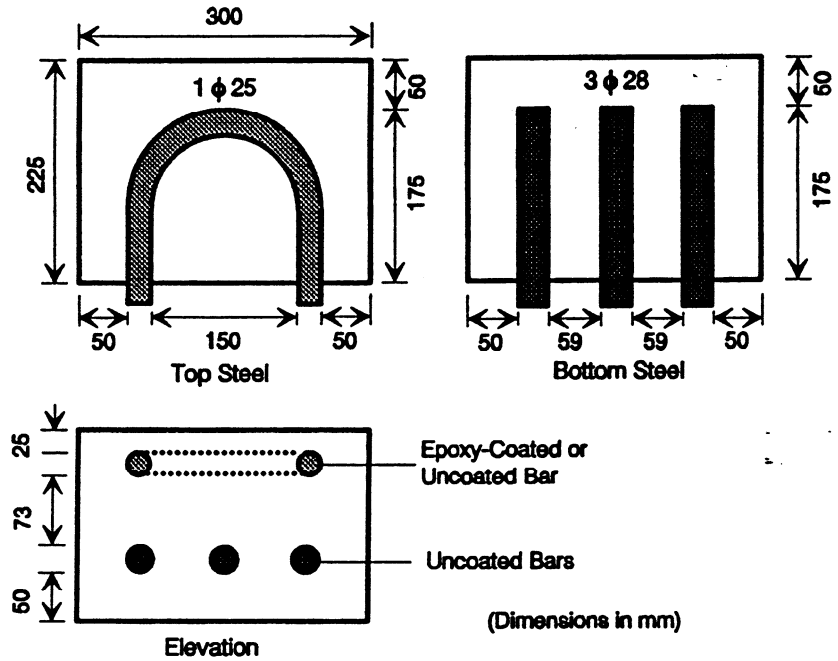 300
1 ϕ 25
225
50
175
50
150
50
Top Steel
3 ϕ 28
50
175
50
59
59
50
Bottom Steel
25
73
50
Epoxy-Coated or
Uncoated Bar
Uncoated Bars
(Dimensions in mm)
Elevation